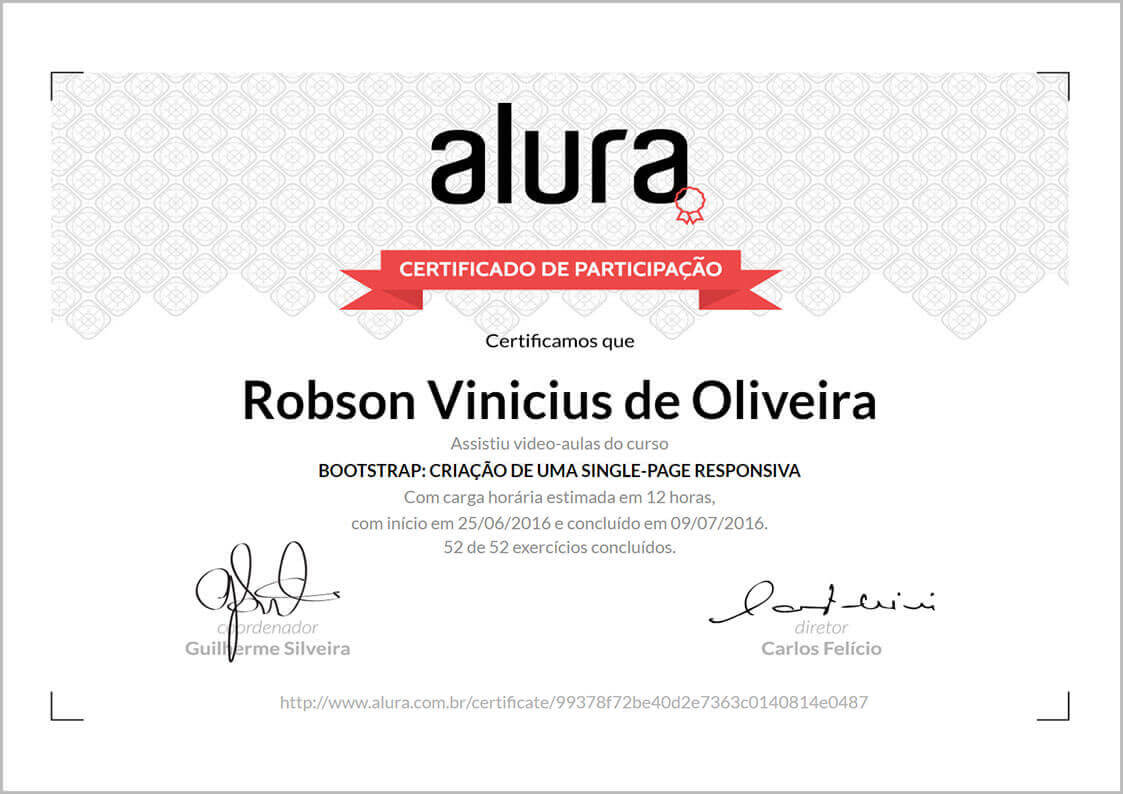 alura
CERTIFICADO DE PARTICIPAÇÃO
Certificamos que
Robson Vinicius de Oliveira
Assistiu video-aulas do curso
BOOTSTRAP: CRIAÇÃO DE UMA SINGLE-PAGE RESPONSIVA
Com carga horária estimada em 12 horas,
com início em 25/06/2016 e concluído em 09/07/2016.
52 de 52 exercícios concluídos.
coordenador
Guilherme Silveira
diretor
Carlos Felício
http://www.alura.com.br/certificate/99378f72be40d2e7363c0140814e0487